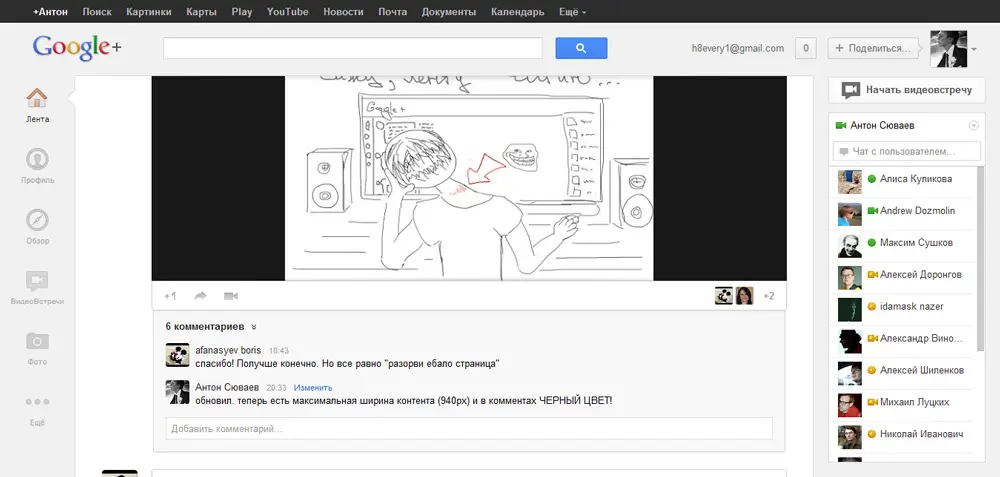 +Антон Поиск Картинки Карты Play YouTube Новости Почта Документы Календарь Ещё
Google+
h8every1@gmail.com 0 + Поделиться...
Лента
Профиль
Обзор
ВидеоВстречи
Фото
Ещё
Google+
+1 +2
6 комментариев
afanasyev boris 18:43
спасибо! Получше конечно. Но все равно "разорви ебало страница"
Антон Сюваев 20:33 Изменить
обновил. теперь есть максимальная ширина контента (940px) и в комментах ЧЕРНЫЙ ЦВЕТ!
Добавить комментарий...
Начать видеовстречу
Антон Сюваев
Чат с пользователем...
Алиса Куликова
Andrew Dozmolin
Максим Сушков
Алексей Доронгов
idamask nazer
Александр Вино...
Алексей Шиленков
Михаил Луцких
Николай Иванович